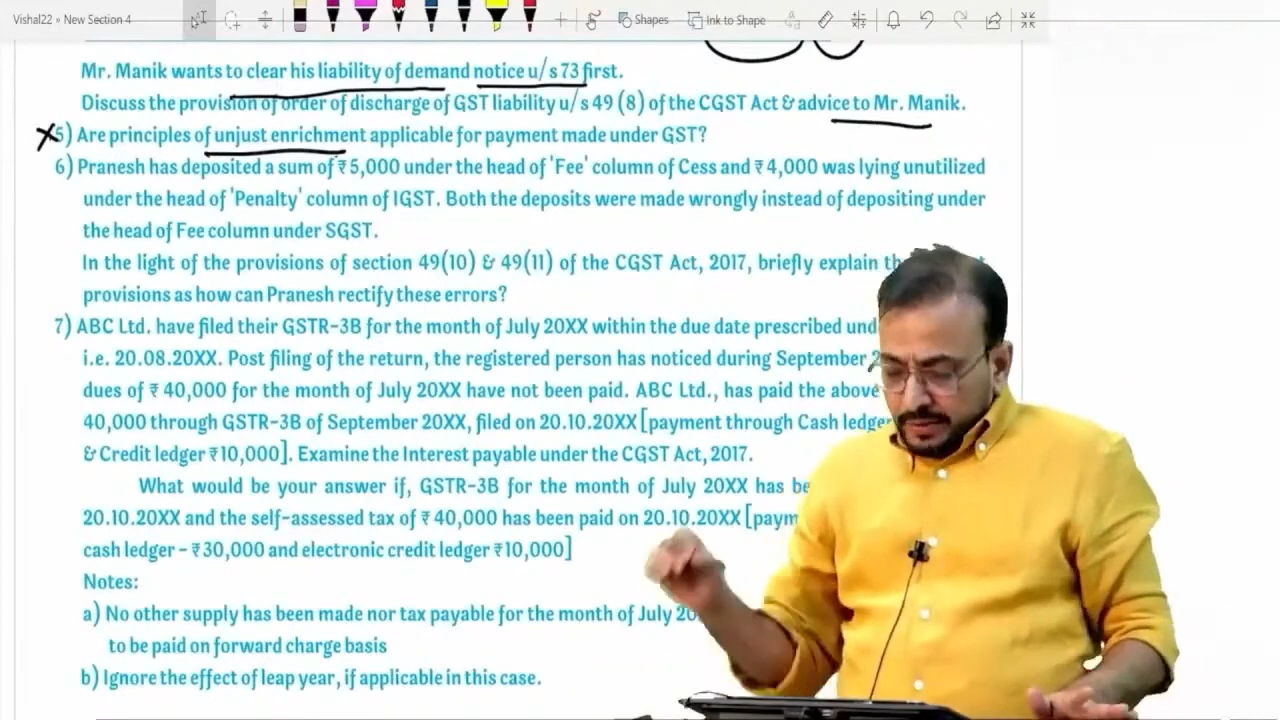 Vishal22 » New Section 4
Shapes
Ink to Shape
Mr. Manik wants to clear his liability of demand notice u/s 73 first.
Discuss the provision of order of discharge of GST liability u/s 49 (8) of the CGST Act & advice to Mr. Manik.
5) Are principles of unjust enrichment applicable for payment made under GST?
6) Pranesh has deposited a sum of ₹ 5,000 under the head of 'Fee' column of Cess and ₹ 4,000 was lying unutilized
under the head of 'Penalty' column of IGST. Both the deposits were made wrongly instead of depositing under
the head of Fee column under SGST.
In the light of the provisions of section 49(10) & 49(11) of the CGST Act, 2017, briefly explain
provisions as how can Pranesh rectify these errors?
7) ABC Ltd. have filed their GSTR-3B for the month of July 20XX within the due date prescribed
i.e. 20.08.20XX. Post filing of the return, the registered person has noticed during September
dues of ₹ 40,000 for the month of July 20XX have not been paid. ABC Ltd., has paid the above
40,000 through GSTR-3B of September 20XX, filed on 20.10.20XX [payment through Cash ledger
& Credit ledger ₹10,000]. Examine the Interest payable under the CGST Act, 2017.
What would be your answer if, GSTR-3B for the month of July 20XX has
20.10.20XX and the self-assessed tax of ₹ 40,000 has been paid on 20.10.20XX
cash ledger - ₹30,000 and electronic credit ledger ₹10,000]
Notes:
a) No other supply has been made nor tax payable for the month of July
to be paid on forward charge basis
b) Ignore the effect of leap year, if applicable in this case.